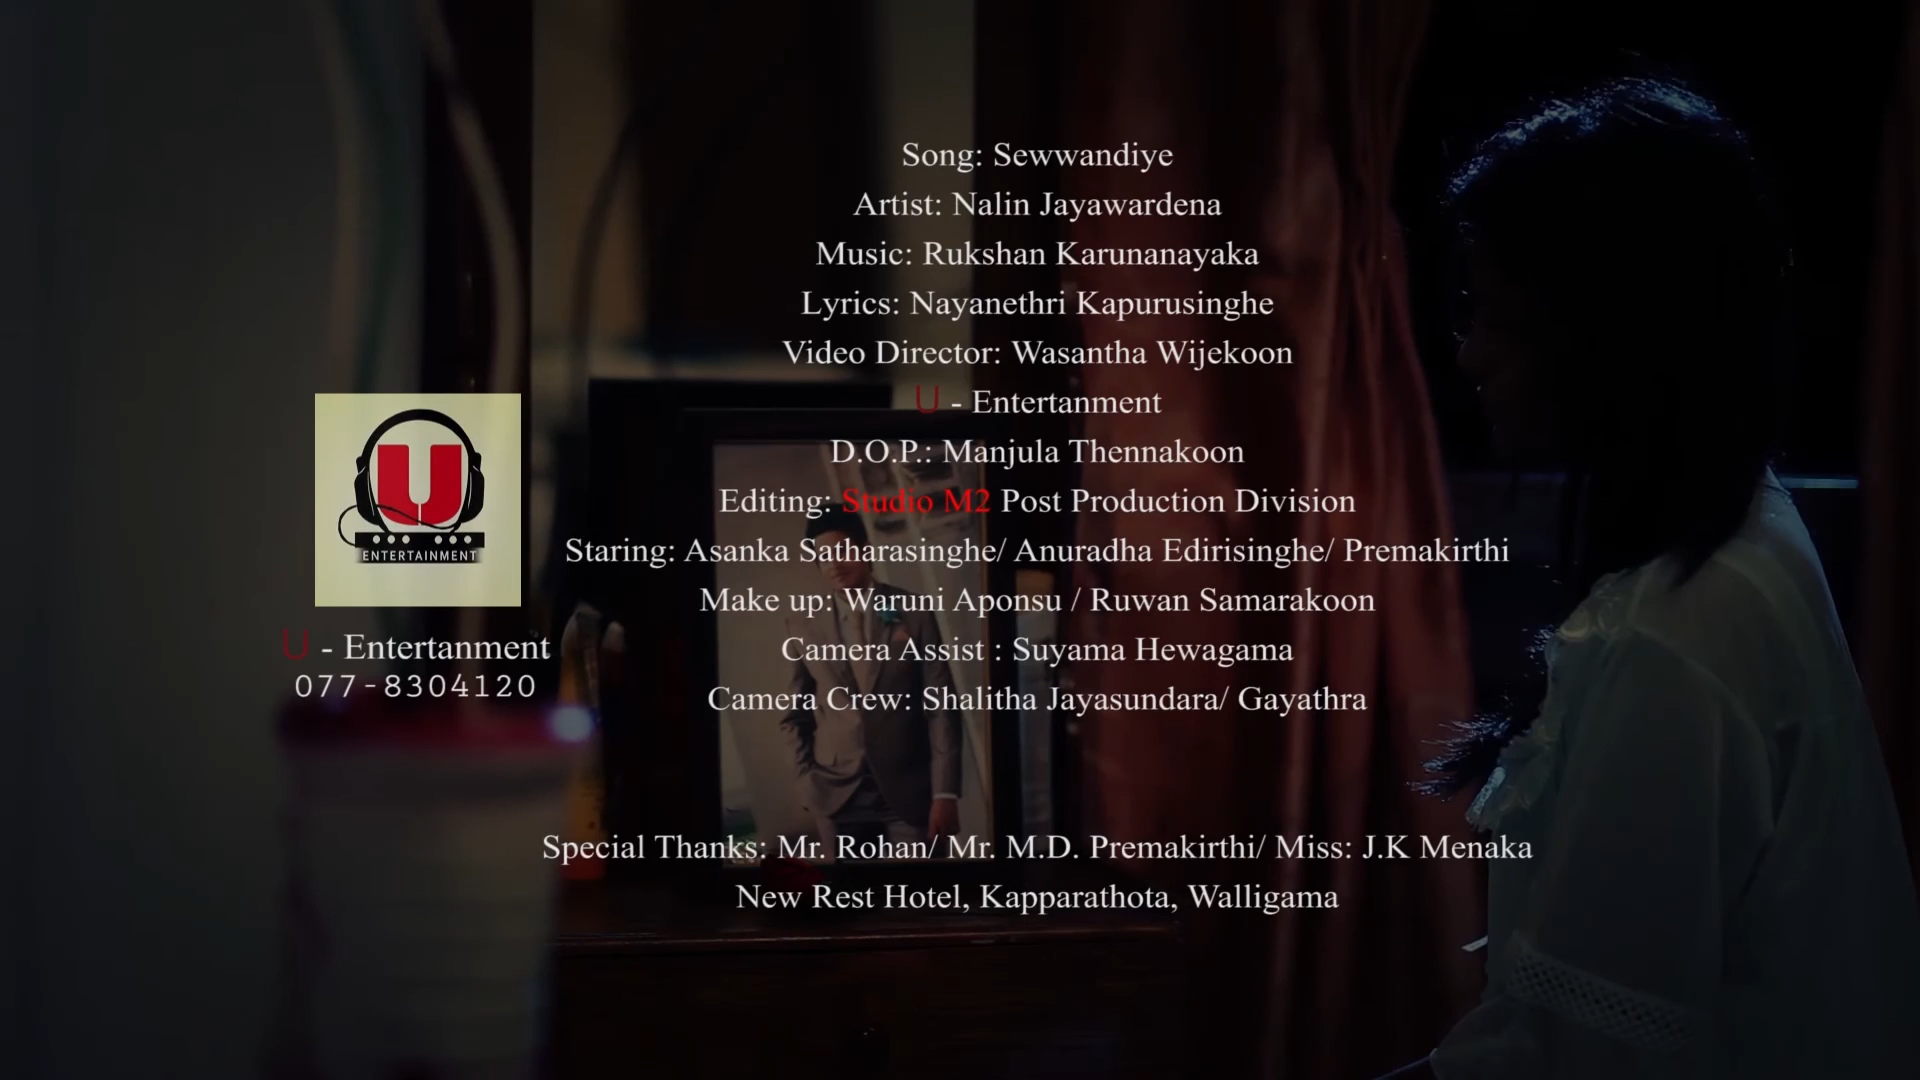 Song: Sewwandiye
Artist: Nalin Jayawardena
Music: Rukshan Karunanayaka
Lyrics: Nayanethri Kapurusinghe
Video Director: Wasantha Wijekoon
U - Entertanment
D.O.P.: Manjula Thennakoon
Editing: Studio M2 Post Production Division
Staring: Asanka Satharasinghe/ Anuradha Edirisinghe/ Premakirthi
Make up: Waruni Aponsu / Ruwan Samarakoon
Camera Assist : Suyama Hewagama
Camera Crew: Shalitha Jayasundara/ Gayathra
Special Thanks: Mr. Rohan/ Mr. M.D. Premakirthi/ Miss: J.K Menaka
New Rest Hotel, Kapparathota, Walligama
U
ENTERTAINMENT
U - Entertanment
077-8304120